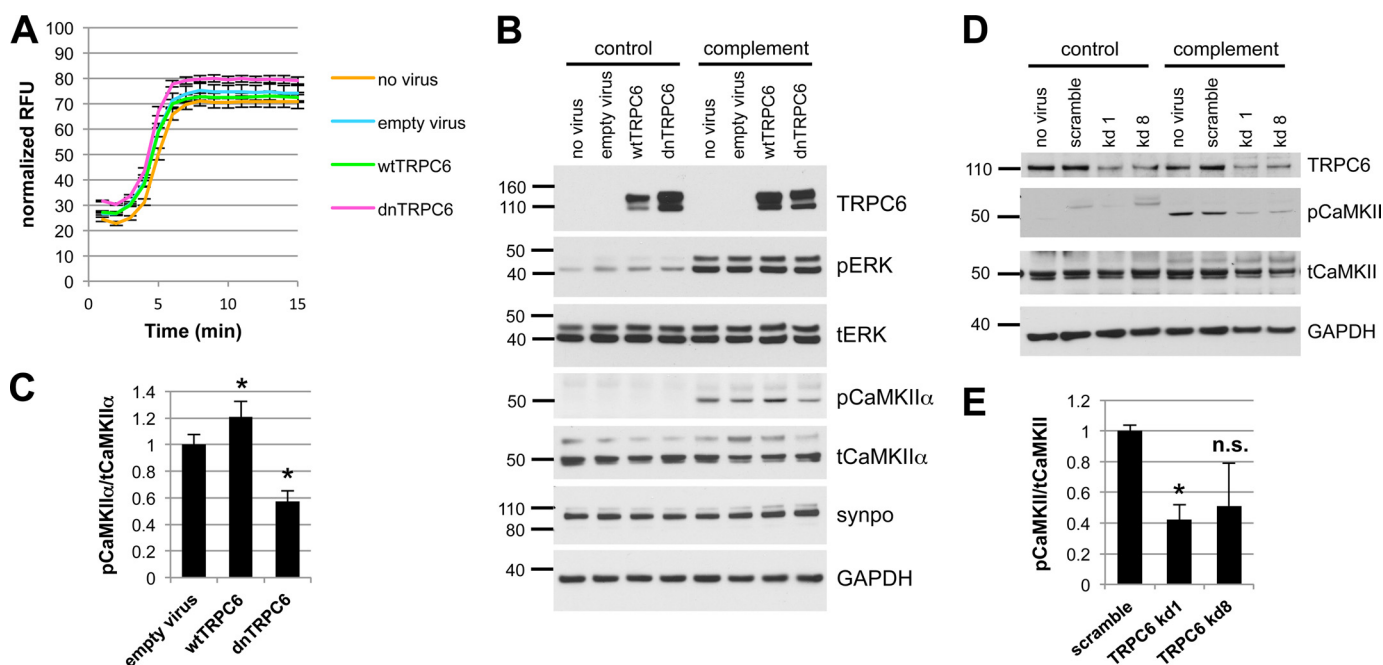 A
100
90
80
70
60
50
40
30
20
10
0
normalized RFU
0 5 10 15
Time (min)
no virus
empty virus
wtTRPC6
dnTRPC6
B
control complement
no virus empty virus wtTRPC6 dnTRPC6 no virus empty virus wtTRPC6 dnTRPC6
160
110
TRPC6
50
40
pERK
50
40
tERK
50
pCaMKIIα
50
tCaMKIIα
110
80
synpo
40
GAPDH
C
pCaMKIIα/tCaMKIIα
1.4
1.2
1
0.8
0.6
0.4
0.2
0
*
*
empty virus wtTRPC6 dnTRPC6
D
control complement
no virus scramble kd 1 kd 8 no virus scramble kd 1 kd 8
110
TRPC6
50
pCaMKII
50
tCaMKII
40
GAPDH
E
pCaMKII/tCaMKII
1.2
1
0.8
0.6
0.4
0.2
0
*
n.s.
scramble TRPC6 kd1 TRPC6 kd8